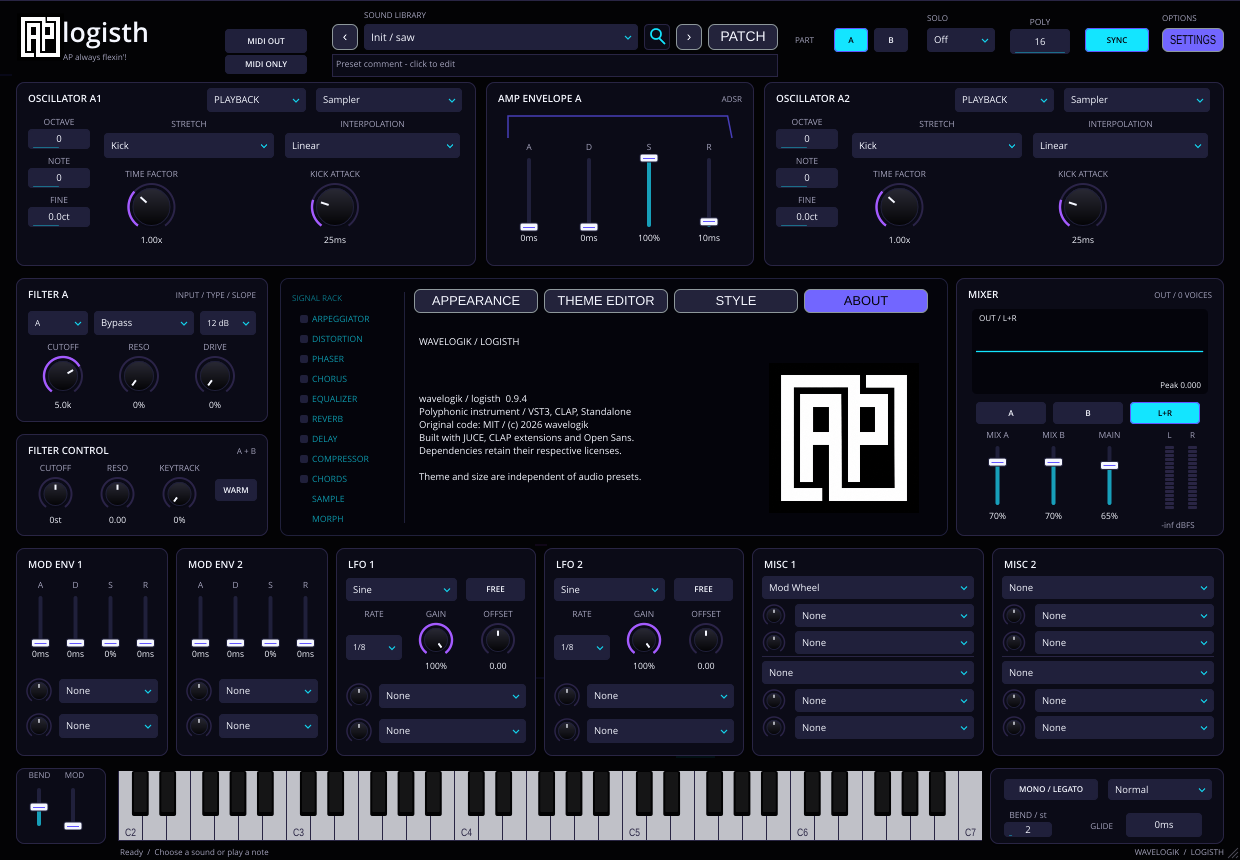 AP logisth
AP always flexin'!
MIDI OUT
MIDI ONLY
SOUND LIBRARY
‹ Init / saw › PATCH
Preset comment - click to edit
PART A B
SOLO
Off
POLY
16
SYNC
OPTIONS
SETTINGS
OSCILLATOR A1 PLAYBACK Sampler
OCTAVE STRETCH INTERPOLATION
0 Kick Linear
NOTE
0 TIME FACTOR KICK ATTACK
FINE
0.0ct
1.00x 25ms
AMP ENVELOPE A ADSR
A D S R
0ms 0ms 100% 10ms
OSCILLATOR A2 PLAYBACK Sampler
OCTAVE STRETCH INTERPOLATION
0 Kick Linear
NOTE
0 TIME FACTOR KICK ATTACK
FINE
0.0ct
1.00x 25ms
FILTER A INPUT / TYPE / SLOPE
A Bypass 12 dB
CUTOFF RESO DRIVE
5.0k 0% 0%
FILTER CONTROL A + B
CUTOFF RESO KEYTRACK
WARM
0st 0.00 0%
SIGNAL RACK
ARPEGGIATOR
DISTORTION
PHASER
CHORUS
EQUALIZER
REVERB
DELAY
COMPRESSOR
CHORDS
SAMPLE
MORPH
APPEARANCE THEME EDITOR STYLE ABOUT
WAVELOGIK / LOGISTH
wavelogik / logisth 0.9.4
Polyphonic instrument / VST3, CLAP, Standalone
Original code: MIT / (c) 2026 wavelogik
Built with JUCE, CLAP extensions and Open Sans.
Dependencies retain their respective licenses.
Theme and size are independent of audio presets.
AP
MIXER OUT / 0 VOICES
OUT / L+R
Peak 0.000
A B L+R
MIX A MIX B MAIN L R
70% 70% 65%
-inf dBFS
MOD ENV 1
A D S R
0ms 0ms 0% 0ms
None
None
MOD ENV 2
A D S R
0ms 0ms 0% 0ms
None
None
LFO 1
Sine FREE
RATE GAIN OFFSET
1/8
100% 0.00
None
None
LFO 2
Sine FREE
RATE GAIN OFFSET
1/8
100% 0.00
None
None
MISC 1
Mod Wheel
None
None
None
None
None
MISC 2
None
None
None
None
None
None
BEND MOD
C2 C3 C4 C5 C6 C7
MONO / LEGATO Normal
BEND / st
2 GLIDE 0ms
Ready / Choose a sound or play a note
WAVELOGIK / LOGISTH